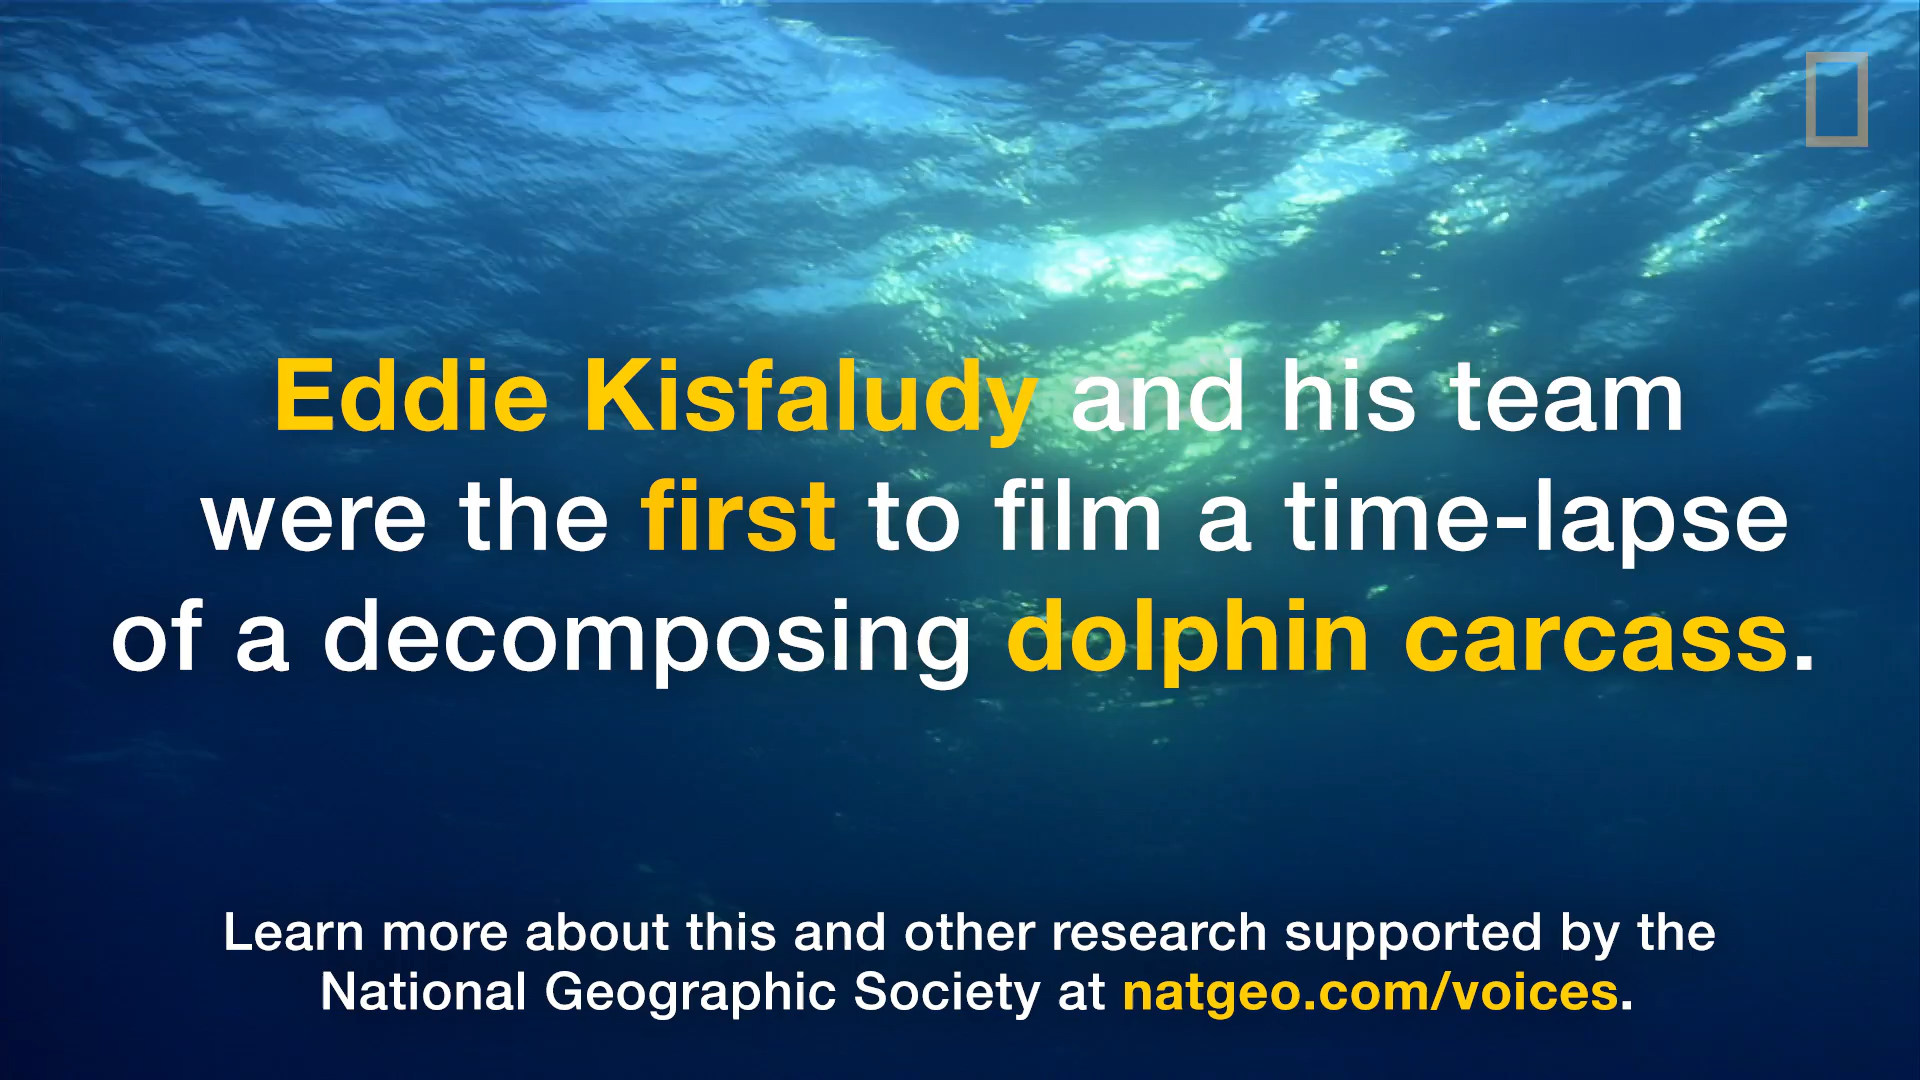 Eddie Kisfaludy and his team
were the first to film a time-lapse
of a decomposing dolphin carcass.
Learn more about this and other research supported by the
National Geographic Society at natgeo.com/voices.